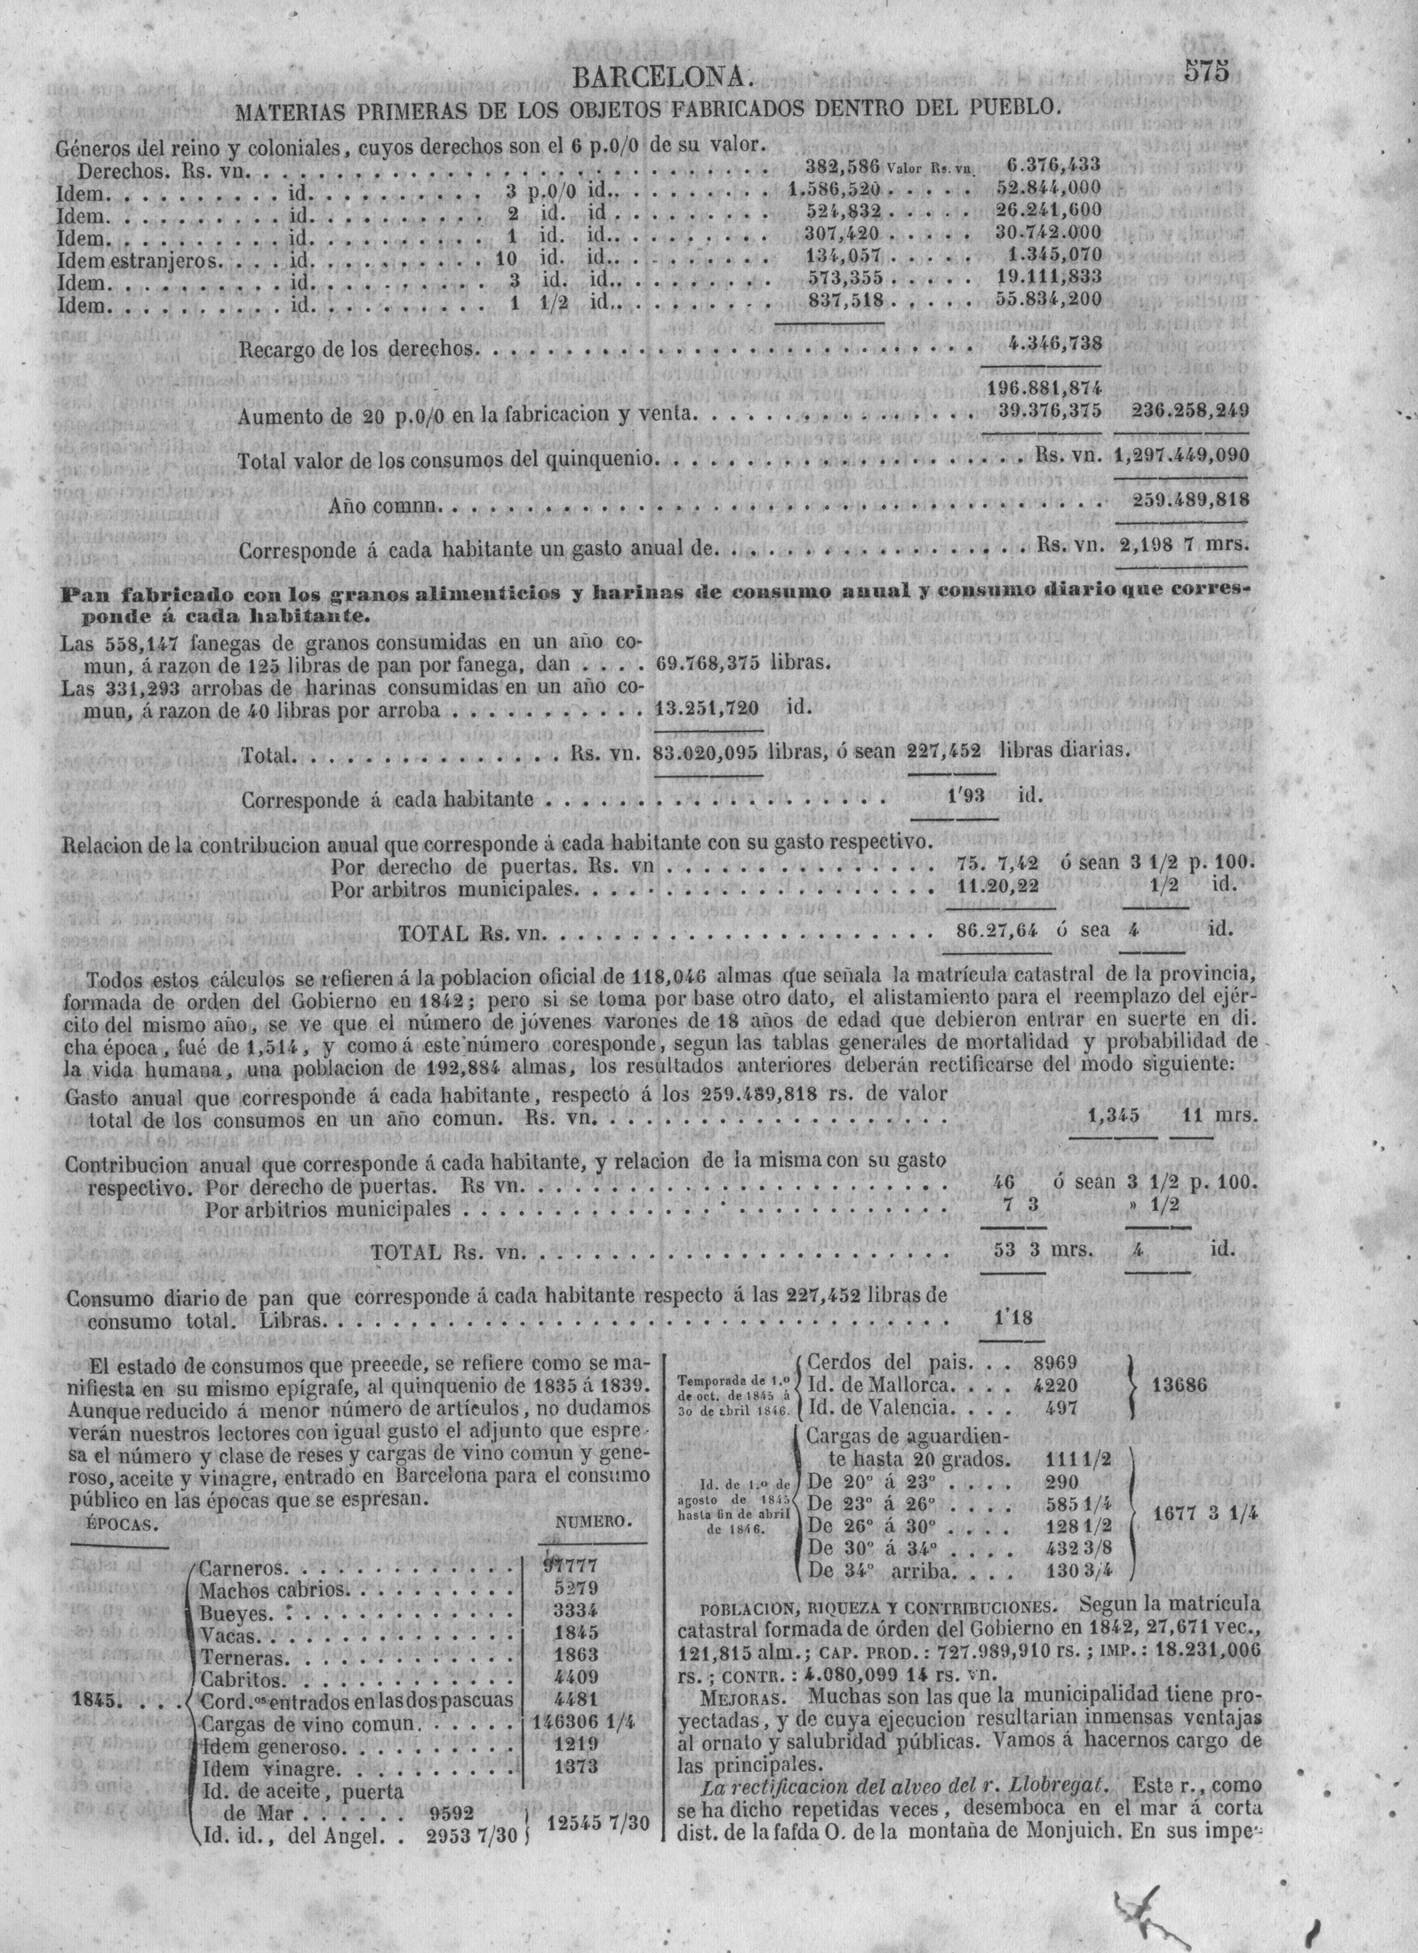 BARCELONA.
575
MATERIAS PRIMERAS DE LOS OBJETOS FABRICADOS DENTRO DEL PUEBLO.
Géneros del reino y coloniales, cuyos derechos son el 6 p.0/0 de su valor.
Derechos. Rs. vn. . . . . . . . . . . . 382,586 Valor Rs. vn. 6.376,433
Idem. . . . . . . . . . id. . . . . . . . . . 3 p.0/0 id.. . . . . . . . . 1.586,520 . . . . . 52.844,000
Idem. . . . . . . . . . id. . . . . . . . . . 2 id. id . . . . . . . . . 524,832 . . . . . 26.241,600
Idem. . . . . . . . . . id. . . . . . . . . . 1 id. id.. . . . . . . . . 307,420 . . . . . 30.742.000
Idem estranjeros. . . . id. . . . . . . . . . 10 id. id.. . . . . . . . . 134,057 . . . . . 1.345,070
Idem. . . . . . . . . . id. . . . . . . . . . 3 id. id.. . . . . . . . . 573,355 . . . . . 19.111,833
Idem. . . . . . . . . . id. . . . . . . . . . 1 1/2 id.. . . . . . . . . 837,518 . . . . . 55.834,200
Recargo de los derechos. . . . . . . . . . . . 4.346,738
196.881,874
Aumento de 20 p.0/0 en la fabricacion y venta. . . . . . . . . . 39.376,375 236.258,249
Total valor de los consumos del quinquenio. . . . . . . . . . Rs. vn. 1,297.449,090
Año comnn. . . . . . . . . . . . 259.489,818
Corresponde á cada habitante un gasto anual de. . . . . . . . . . Rs. vn. 2,198 7 mrs.
Pan fabricado con los granos alimenticios y harinas de consumo anual y consumo diario que corres-
ponde á cada habitante.
Las 558,147 fanegas de granos consumidas en un año co-
mun, á razon de 125 libras de pan por fanega, dan . . . . 69.768,375 libras.
Las 331,293 arrobas de harinas consumidas en un año co-
mun, á razon de 40 libras por arroba . . . . . . . . . . . 13.251,720 id.
Total. . . . . . . . . . . . . . Rs. vn. 83.020,095 libras, ó sean 227,452 libras diarias.
Corresponde á cada habitante . . . . . . . . . . 1'93 id.
Relacion de la contribucion anual que corresponde á cada habitante con su gasto respectivo.
Por derecho de puertas. Rs. vn . . . . . . . . . . 75. 7,42 ó sean 3 1/2 p. 100.
Por arbitros municipales. . . . . . . . . . 11.20,22 1/2 id.
TOTAL Rs. vn. . . . . . . . . . . 86.27,64 ó sea 4 id.
Todos estos cálculos se refieren á la poblacion oficial de 118,046 almas que señala la matrícula catastral de la provincia,
formada de orden del Gobierno en 1842; pero si se toma por base otro dato, el alistamiento para el reemplazo del ejér-
cito del mismo año, se ve que el número de jóvenes varones de 18 años de edad que debieron entrar en suerte en di.
cha época, fué de 1,514, y como á este número coresponde, segun las tablas generales de mortalidad y probabilidad de
la vida humana, una poblacion de 192,884 almas, los resultados anteriores deberán rectificarse del modo siguiente:
Gasto anual que corresponde á cada habitante, respecto á los 259.489,818 rs. de valor
total de los consumos en un año comun. Rs. vn. . . . . . . . . . 1,345 11 mrs.
Contribucion anual que corresponde á cada habitante, y relacion de la misma con su gasto
respectivo. Por derecho de puertas. Rs vn. . . . . . . . . . 46 ó sean 3 1/2 p. 100.
Por arbitrios municipales . . . . . . . . . . 7 3 » 1/2
TOTAL Rs. vn. . . . . . . . . . . 53 3 mrs. 4 id.
Consumo diario de pan que corresponde á cada habitante respecto á las 227,452 libras de
consumo total. Libras. . . . . . . . . . . 1'18
El estado de consumos que precede, se refiere como se ma-
nifiesta en su mismo epígrafe, al quinquenio de 1835 á 1839.
Aunque reducido á menor número de artículos, no dudamos
verán nuestros lectores con igual gusto el adjunto que espre-
sa el número y clase de reses y cargas de vino comun y gene-
roso, aceite y vinagre, entrado en Barcelona para el consumo
público en las épocas que se espresan.
ÉPOCAS. NUMERO.
Carneros. . . . . . . . . . . 97777
Machos cabrios. . . . . . . . . . 5279
Bueyes. . . . . . . . . . 3334
Vacas. . . . . . . . . . 1845
Terneras. . . . . . . . . . 1863
Cabritos. . . . . . . . . . 4409
1845. . . . Cord.os entrados en las dos pascuas 4481
Cargas de vino comun. . . . . . 146306 1/4
Idem generoso. . . . . . . . . . 1219
Idem vinagre. . . . . . . . . . 1373
Id. de aceite, puerta
de Mar . . . . . . 9592
Id. id., del Angel. . 2953 7/30 12545 7/30
Temporada de 1.º
de oct. de 1845 á
30 de abril 1846.
Cerdos del pais. . . 8969
Id. de Mallorca. . . . 4220 13686
Id. de Valencia. . . . 497
Id. de 1.º de
agosto de 1845
hasta fin de abril
de 1846.
Cargas de aguardien-
te hasta 20 grados. 111 1/2
De 20º á 23º . . . . 290
De 23º á 26º . . . . 585 1/4 1677 3 1/4
De 26º á 30º . . . . 128 1/2
De 30º á 34º . . . . 432 3/8
De 34º arriba. . . . 130 3/4
POBLACION, RIQUEZA Y CONTRIBUCIONES. Segun la matrícula
catastral formada de órden del Gobierno en 1842, 27,671 vec.,
121,815 alm.; CAP. PROD.: 727.989,910 rs.; IMP.: 18.231,006
rs.; CONTR.: 4.080,099 14 rs. vn.
MEJORAS. Muchas son las que la municipalidad tiene pro-
yectadas, y de cuya ejecucion resultarian inmensas ventajas
al ornato y salubridad públicas. Vamos á hacernos cargo de
las principales.
La rectificacion del alveo del r. Llobregat. Este r., como
se ha dicho repetidas veces, desemboca en el mar á corta
dist. de la fafda O. de la montaña de Monjuich. En sus impe-